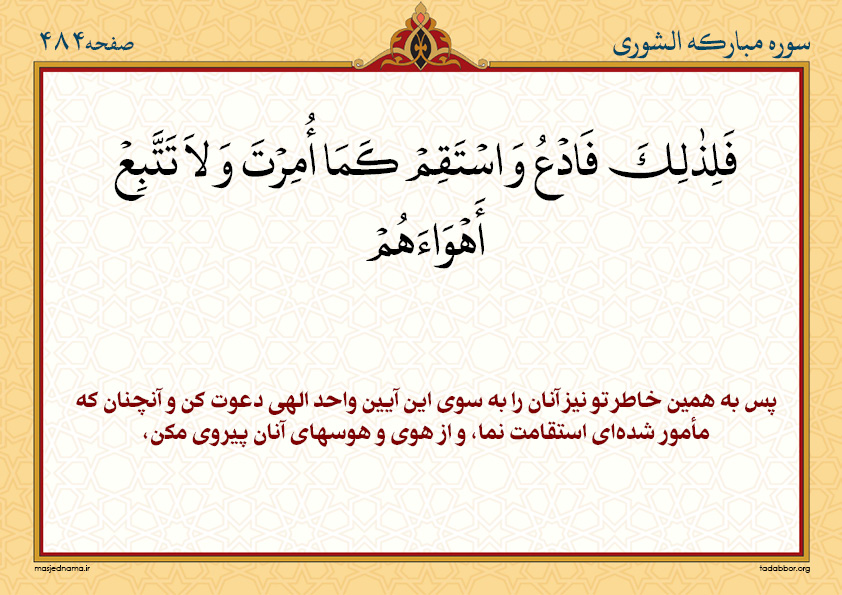 سوره مبارکه الشوری
صفحه۴۸۴
فَلِذَٰلِكَ فَادْعُ وَاسْتَقِمْ كَمَا أُمِرْتَ وَلاَ تَتَّبِعْ
أَهْوَاءَهُمْ
پس به همین خاطر تو نیز آنان را به سوی این آیین واحد الهی دعوت کن و آنچنان که
مأمور شده‌ای استقامت نما، و از هوی و هوسهای آنان پیروی مکن،
masjednama.ir
tadabbor.org